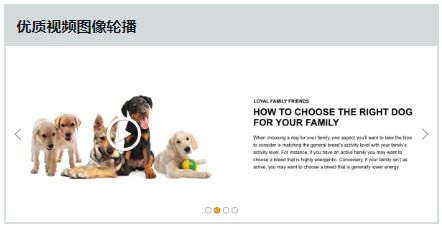 优质视频图像轮播
LOYAL FAMILY FRIENDS
HOW TO CHOOSE THE RIGHT DOG
FOR YOUR FAMILY
When choosing a dog for your family, one aspect you'll want to take the time
to consider is matching the general breed's activity level with your family's
activity level. For instance, if you have an active family you may want to
choose a breed that is highly energetic. Conversely, if your family isn't as
active, you may want to choose a breed that is generally lower energy.